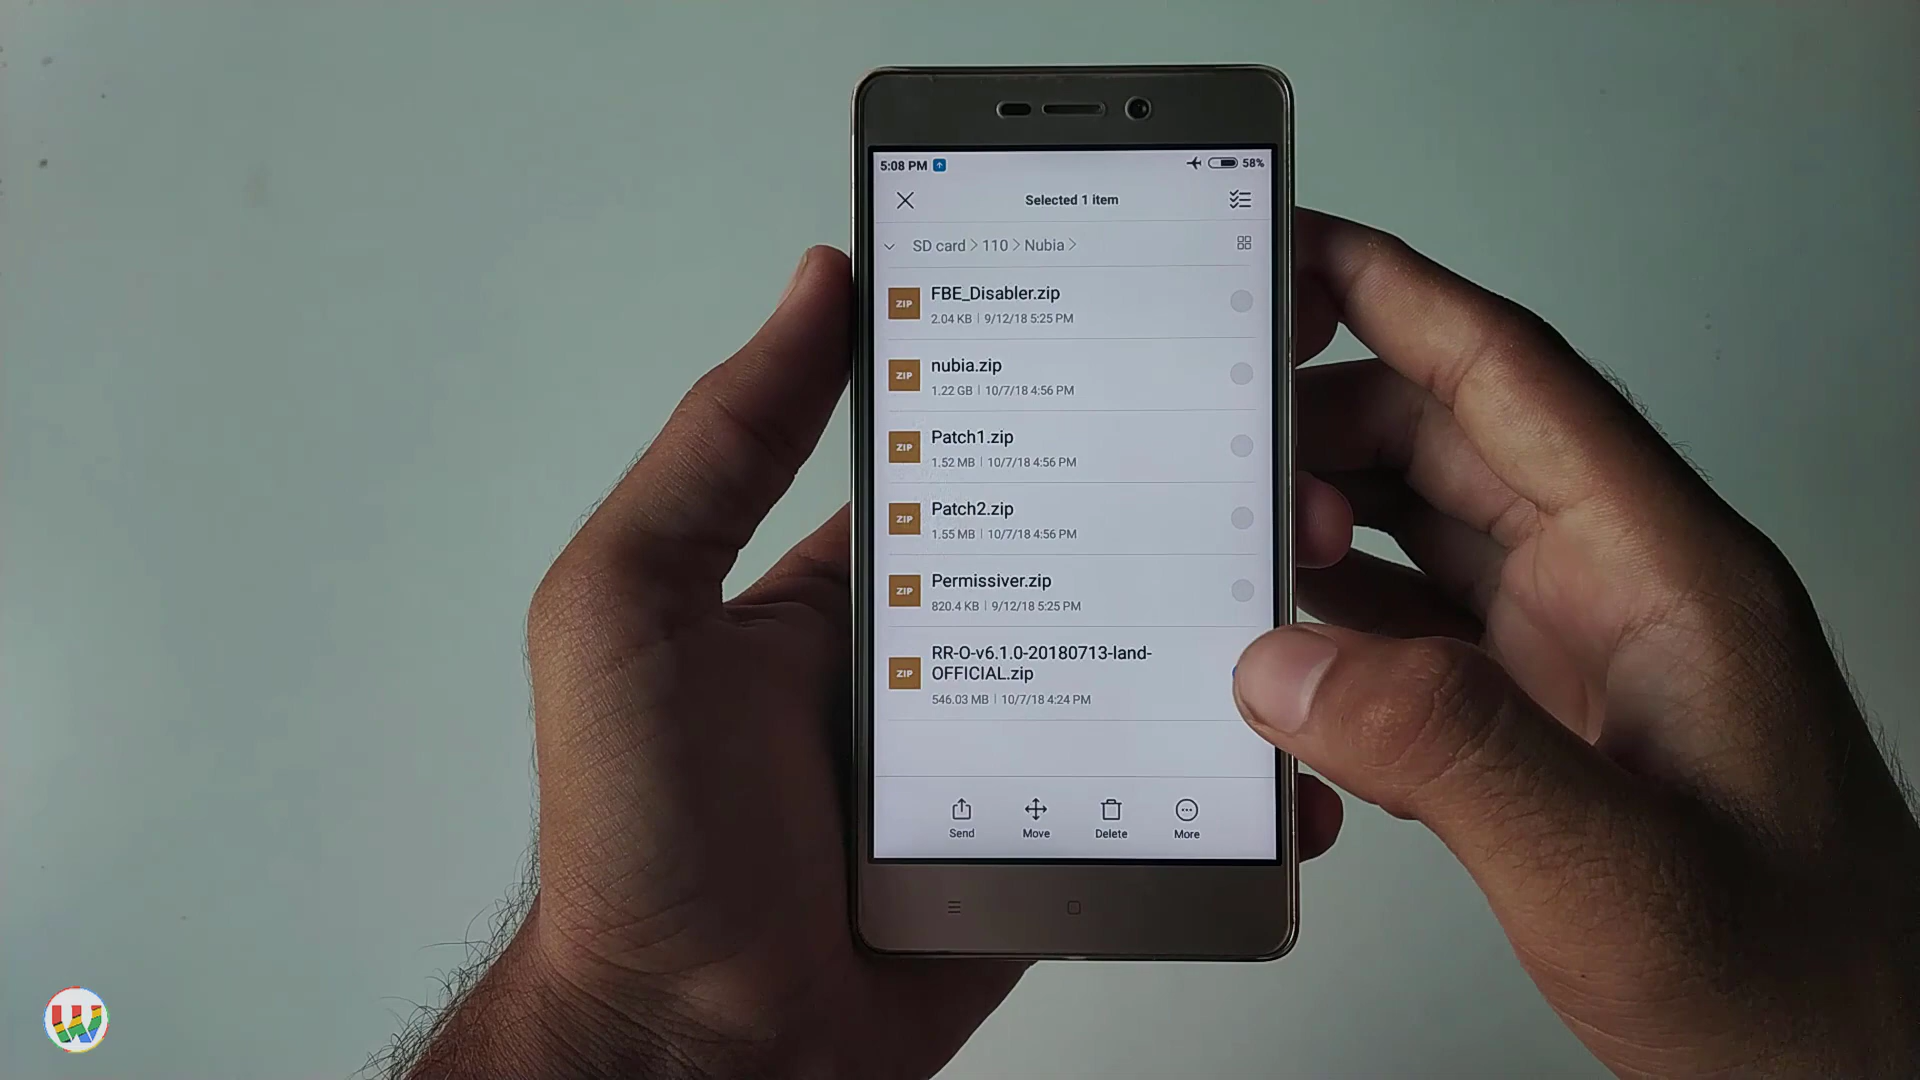 5:08 PM 58%
Selected 1 item
SD card > 110 > Nubia >
ZIP FBE_Disabler.zip
2.04 KB | 9/12/18 5:25 PM
ZIP nubia.zip
1.22 GB | 10/7/18 4:56 PM
ZIP Patch1.zip
1.52 MB | 10/7/18 4:56 PM
ZIP Patch2.zip
1.55 MB | 10/7/18 4:56 PM
ZIP Permissiver.zip
820.4 KB | 9/12/18 5:25 PM
RR-O-v6.1.0-20180713-land-
ZIP OFFICIAL.zip
546.03 MB | 10/7/18 4:24 PM
Send Move Delete More
W